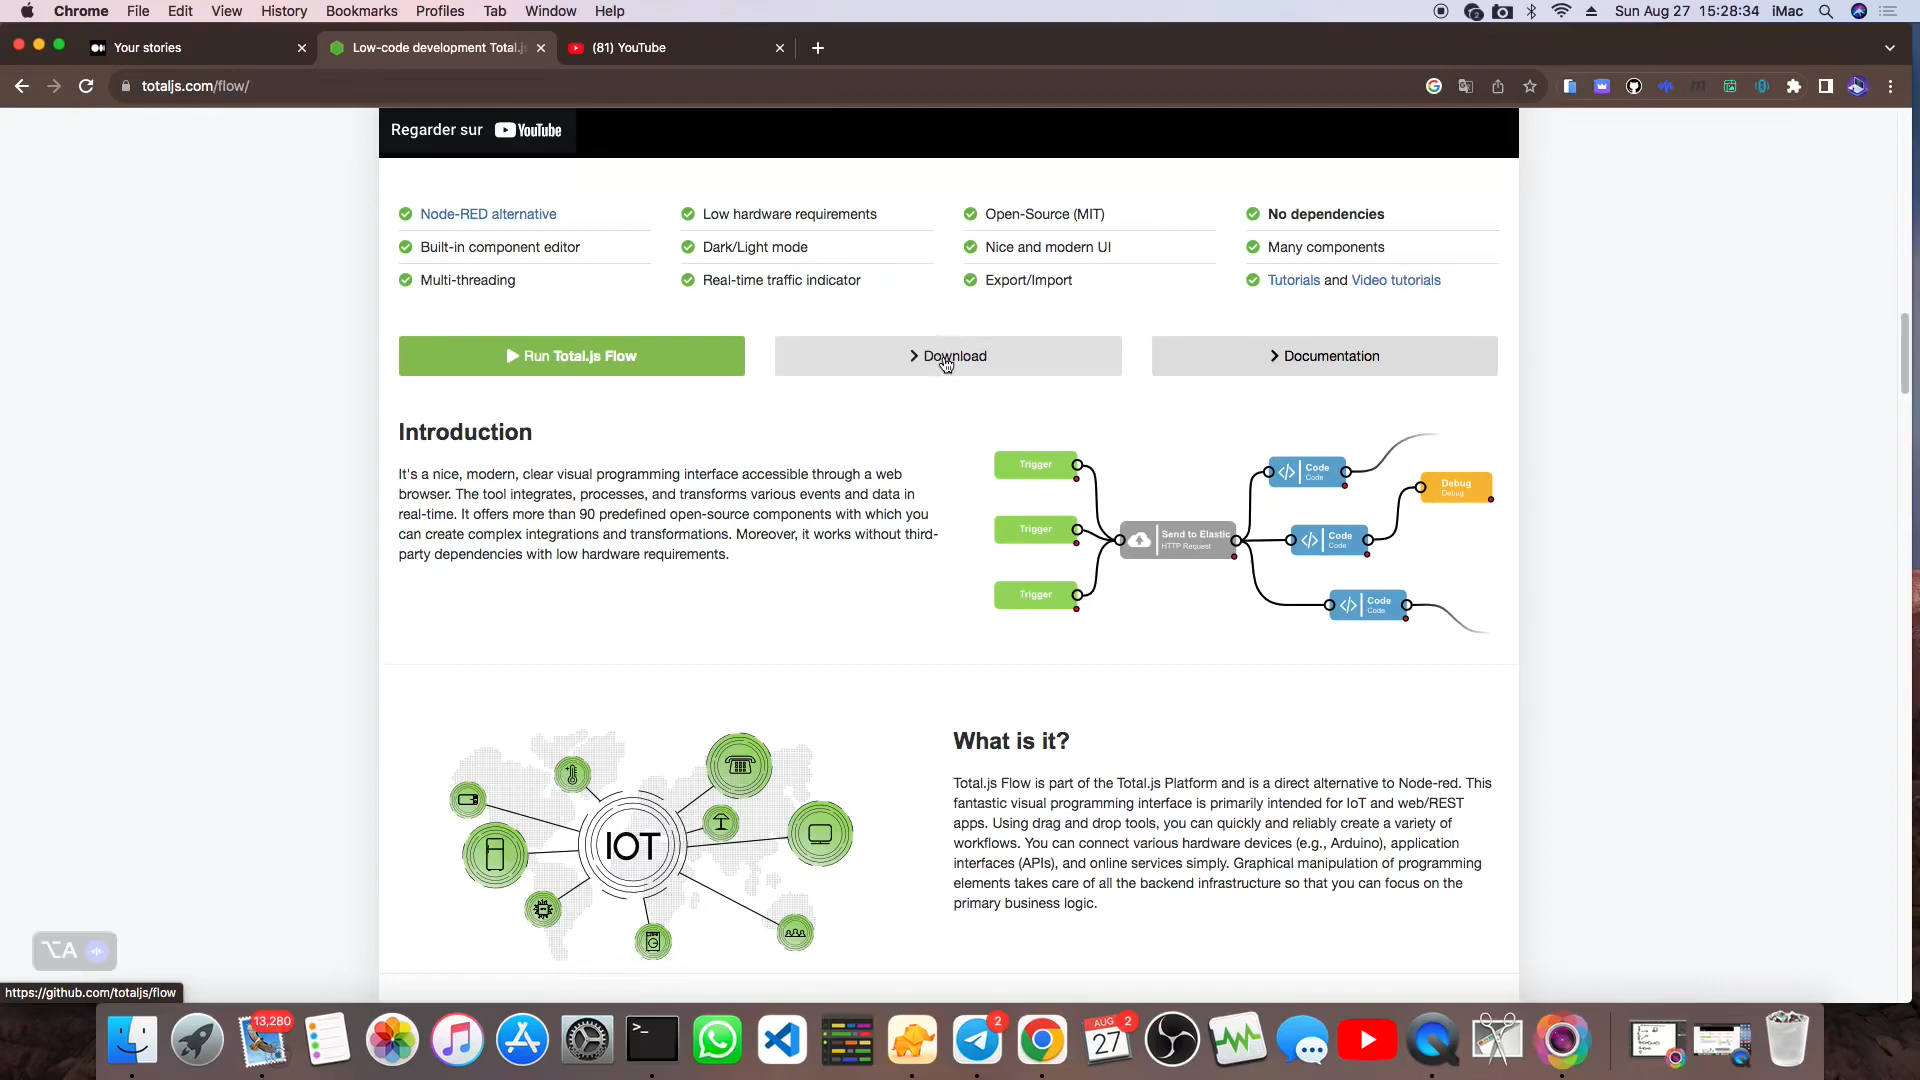 Chrome File Edit View History Bookmarks Profiles Tab Window Help
2 Sun Aug 27 15:28:34 iMac
Your stories
Low-code development Total.js
(81) YouTube
totaljs.com/flow/
Regarder sur YouTube
Node-RED alternative
Low hardware requirements
Open-Source (MIT)
No dependencies
Built-in component editor
Dark/Light mode
Nice and modern UI
Many components
Multi-threading
Real-time traffic indicator
Export/Import
Tutorials and Video tutorials
Run Total.js Flow
Download
Documentation
Introduction
It's a nice, modern, clear visual programming interface accessible through a web
browser. The tool integrates, processes, and transforms various events and data in
real-time. It offers more than 90 predefined open-source components with which you
can create complex integrations and transformations. Moreover, it works without third-
party dependencies with low hardware requirements.
Trigger
Trigger
Trigger
Send to Elastic
HTTP Request
Code
Code
Code
Code
Code
Code
Debug
Debug
IOT
What is it?
Total.js Flow is part of the Total.js Platform and is a direct alternative to Node-red. This
fantastic visual programming interface is primarily intended for IoT and web/REST
apps. Using drag and drop tools, you can quickly and reliably create a variety of
workflows. You can connect various hardware devices (e.g., Arduino), application
interfaces (APIs), and online services simply. Graphical manipulation of programming
elements takes care of all the backend infrastructure so that you can focus on the
primary business logic.
⌥A
https://github.com/totaljs/flow
13,280
2
AUG
27
2